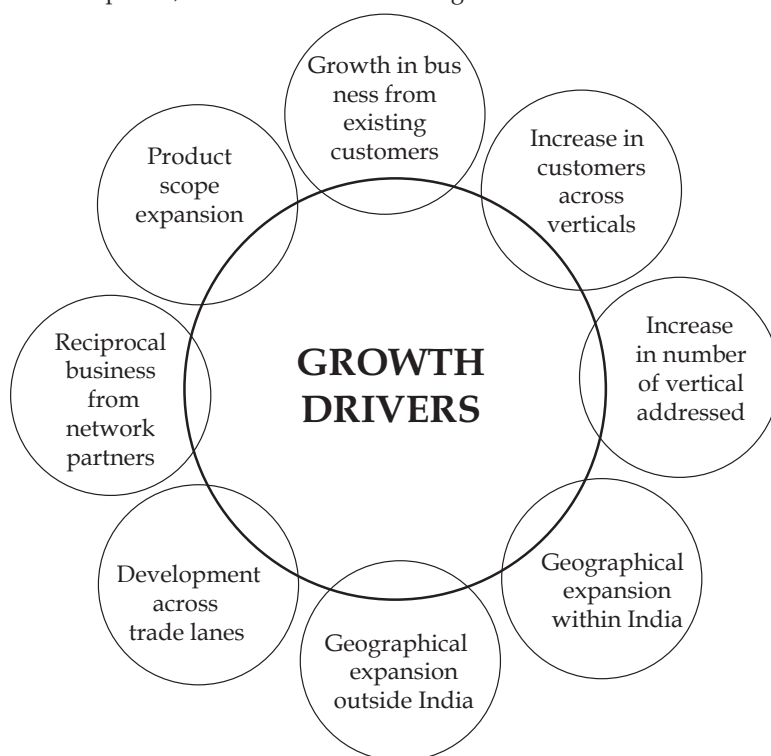 Growth in bus
ness from
existing
customers
Increase in
customers
across
verticals
Increase
in number
of vertical
addressed
Geographical
expansion
within India
Geographical
expansion
outside India
Development
across
trade lanes
Reciprocal
business
from
network
partners
Product
scope
expansion
GROWTH
DRIVERS